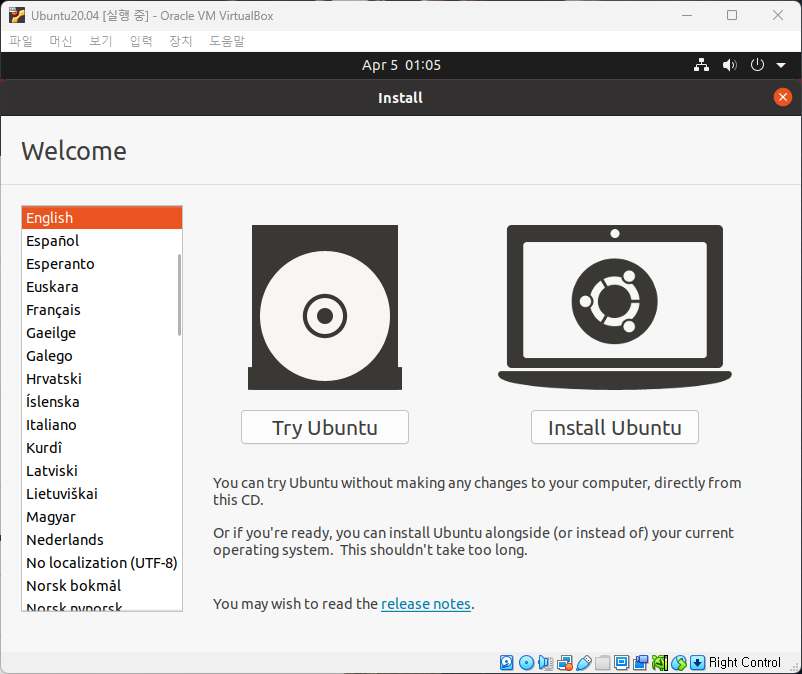 Ubuntu20.04 [실행 중] - Oracle VM VirtualBox
파일 머신 보기 입력 장치 도움말
Apr 5 01:05
Install
Welcome
English
Español
Esperanto
Euskara
Français
Gaeilge
Galego
Hrvatski
Íslenska
Italiano
Kurdî
Latviski
Lietuviškai
Magyar
Nederlands
No localization (UTF-8)
Norsk bokmål
Norsk nynorsk
Try Ubuntu
Install Ubuntu
You can try Ubuntu without making any changes to your computer, directly from
this CD.
Or if you're ready, you can install Ubuntu alongside (or instead of) your current
operating system. This shouldn't take too long.
You may wish to read the release notes.
Right Control